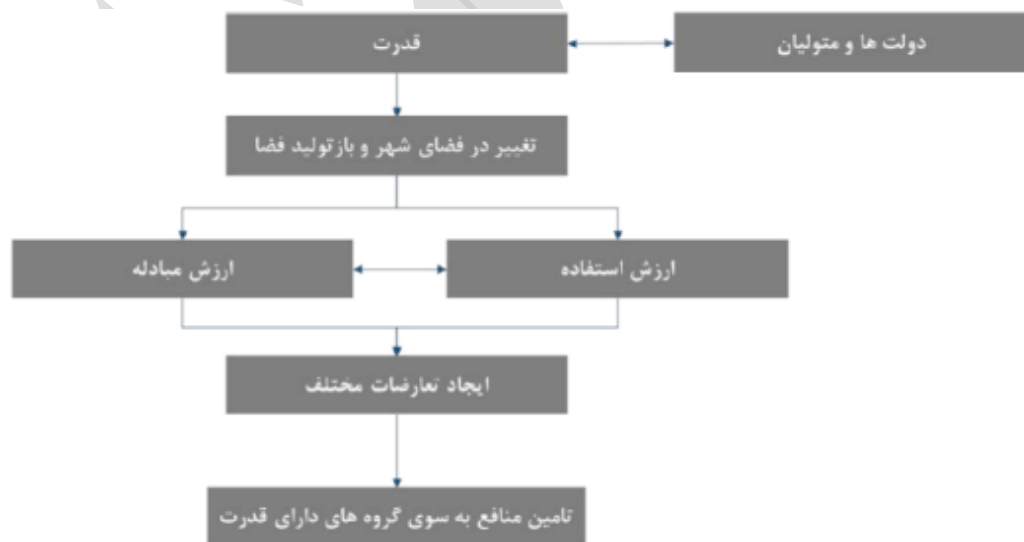 دولت ها و متولیان
قدرت
تغییر در فضای شهر و بازتولید فضا
ارزش استفاده
ارزش مبادله
ایجاد تعارضات مختلف
تامین منافع به سوی گروه های دارای قدرت